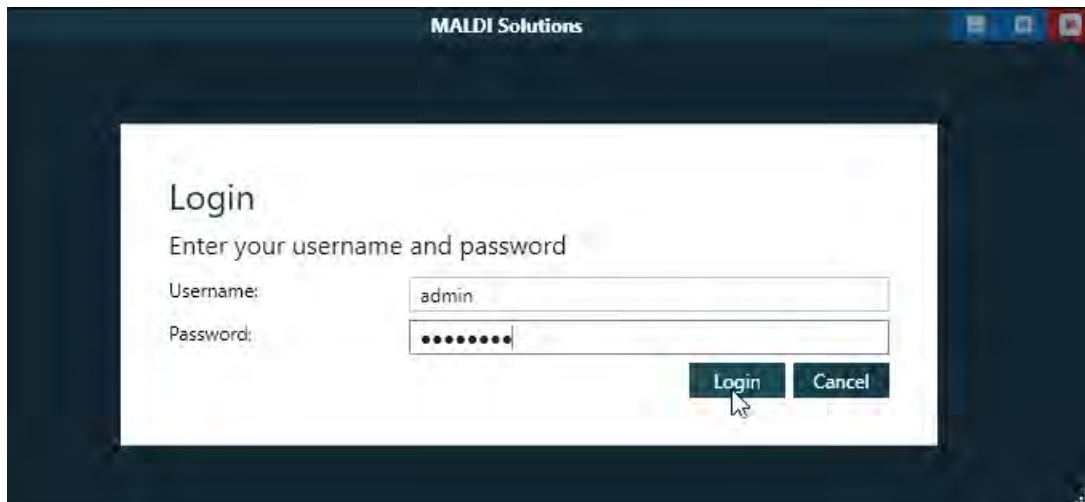 MALDI Solutions
Login
Enter your username and password
Username:
admin
Password:
••••••••
Login
Cancel